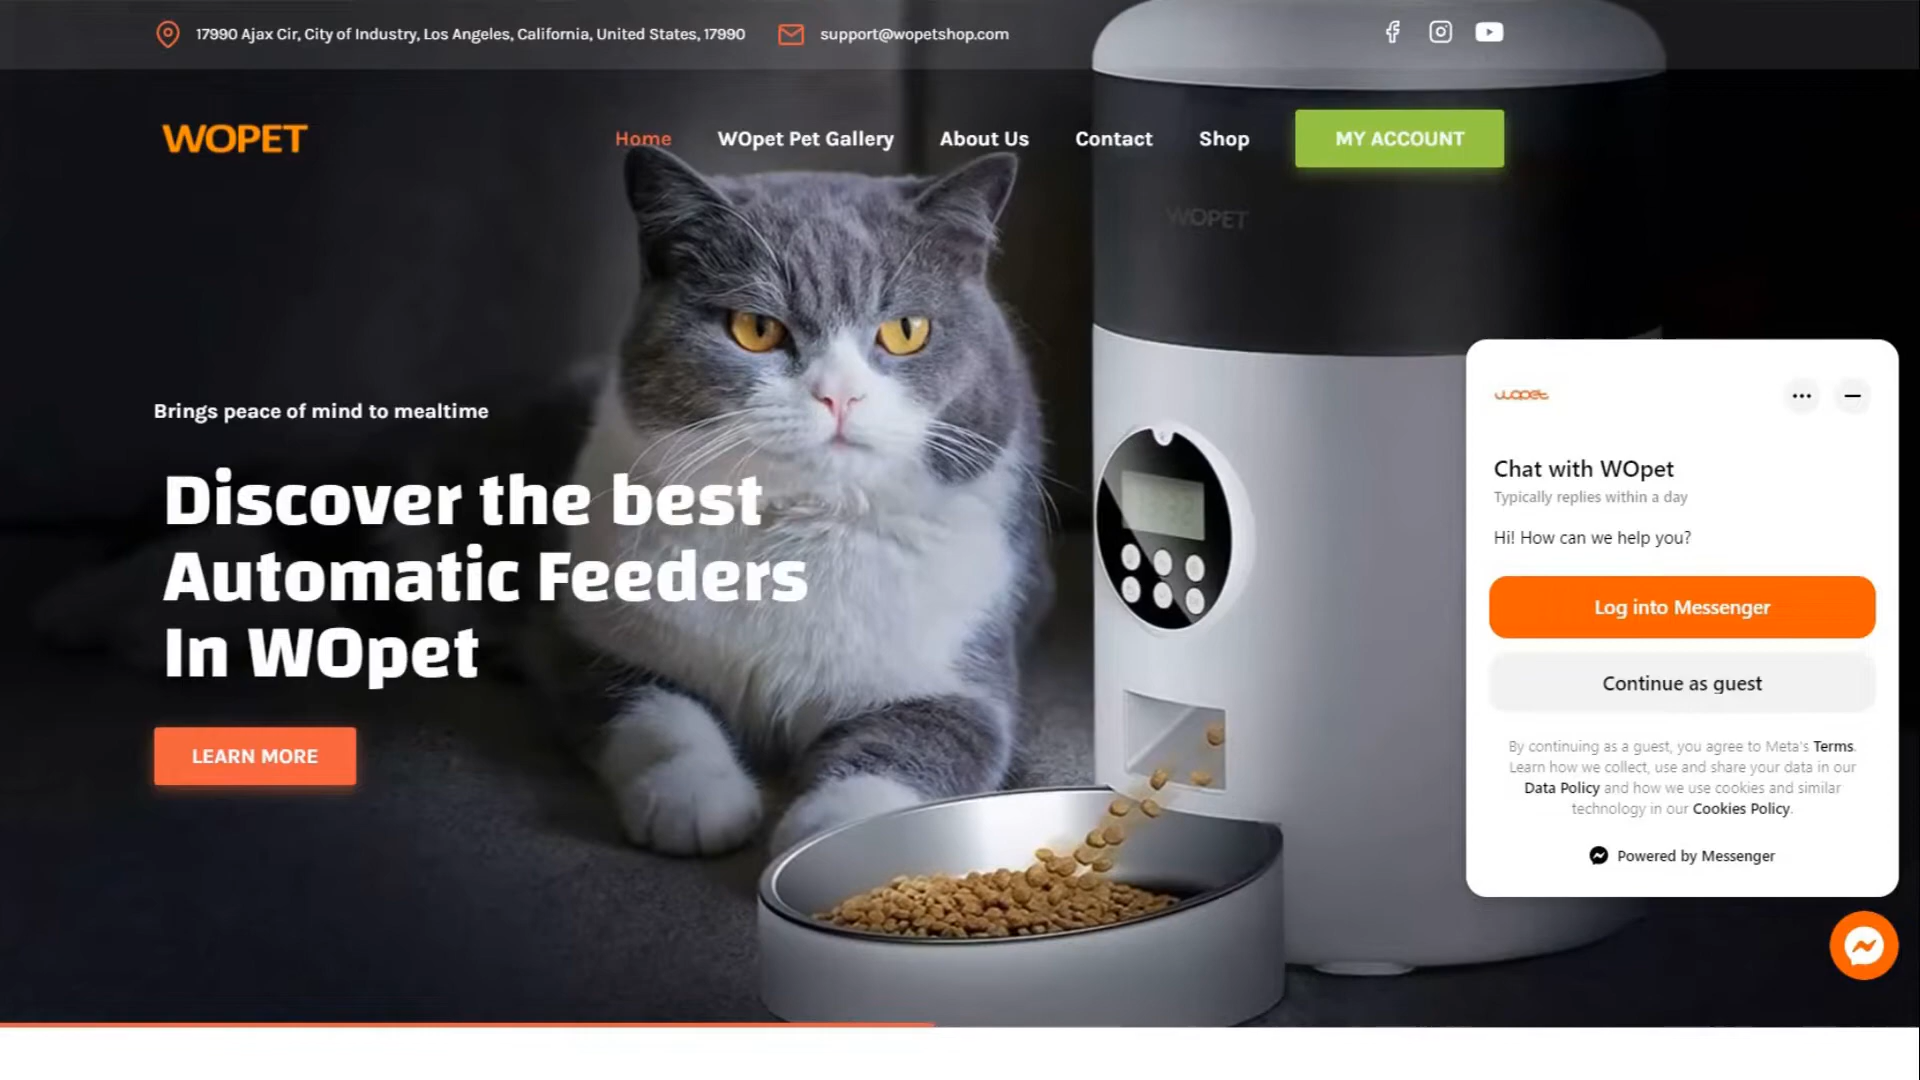 17990 Ajax Cir, City of Industry, Los Angeles, California, United States, 17990
support@wopetshop.com
WOPET
Home
WOpet Pet Gallery
About Us
Contact
Shop
MY ACCOUNT
WOPET
Brings peace of mind to mealtime
Discover the best
Automatic Feeders
In WOpet
LEARN MORE
wopet
Chat with WOpet
Typically replies within a day
Hi! How can we help you?
Log into Messenger
Continue as guest
By continuing as a guest, you agree to Meta's Terms.
Learn how we collect, use and share your data in our
Data Policy and how we use cookies and similar
technology in our Cookies Policy.
Powered by Messenger